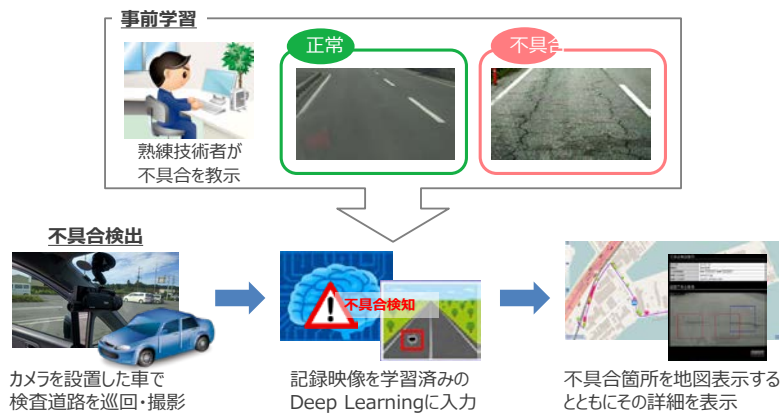 事前学習
正常
不具合
熟練技術者が
不具合を教示
不具合検出
不具合検知
カメラを設置した車で
検査道路を巡回・撮影
記録映像を学習済みの
Deep Learningに入力
不具合箇所を地図表示する
とともにその詳細を表示